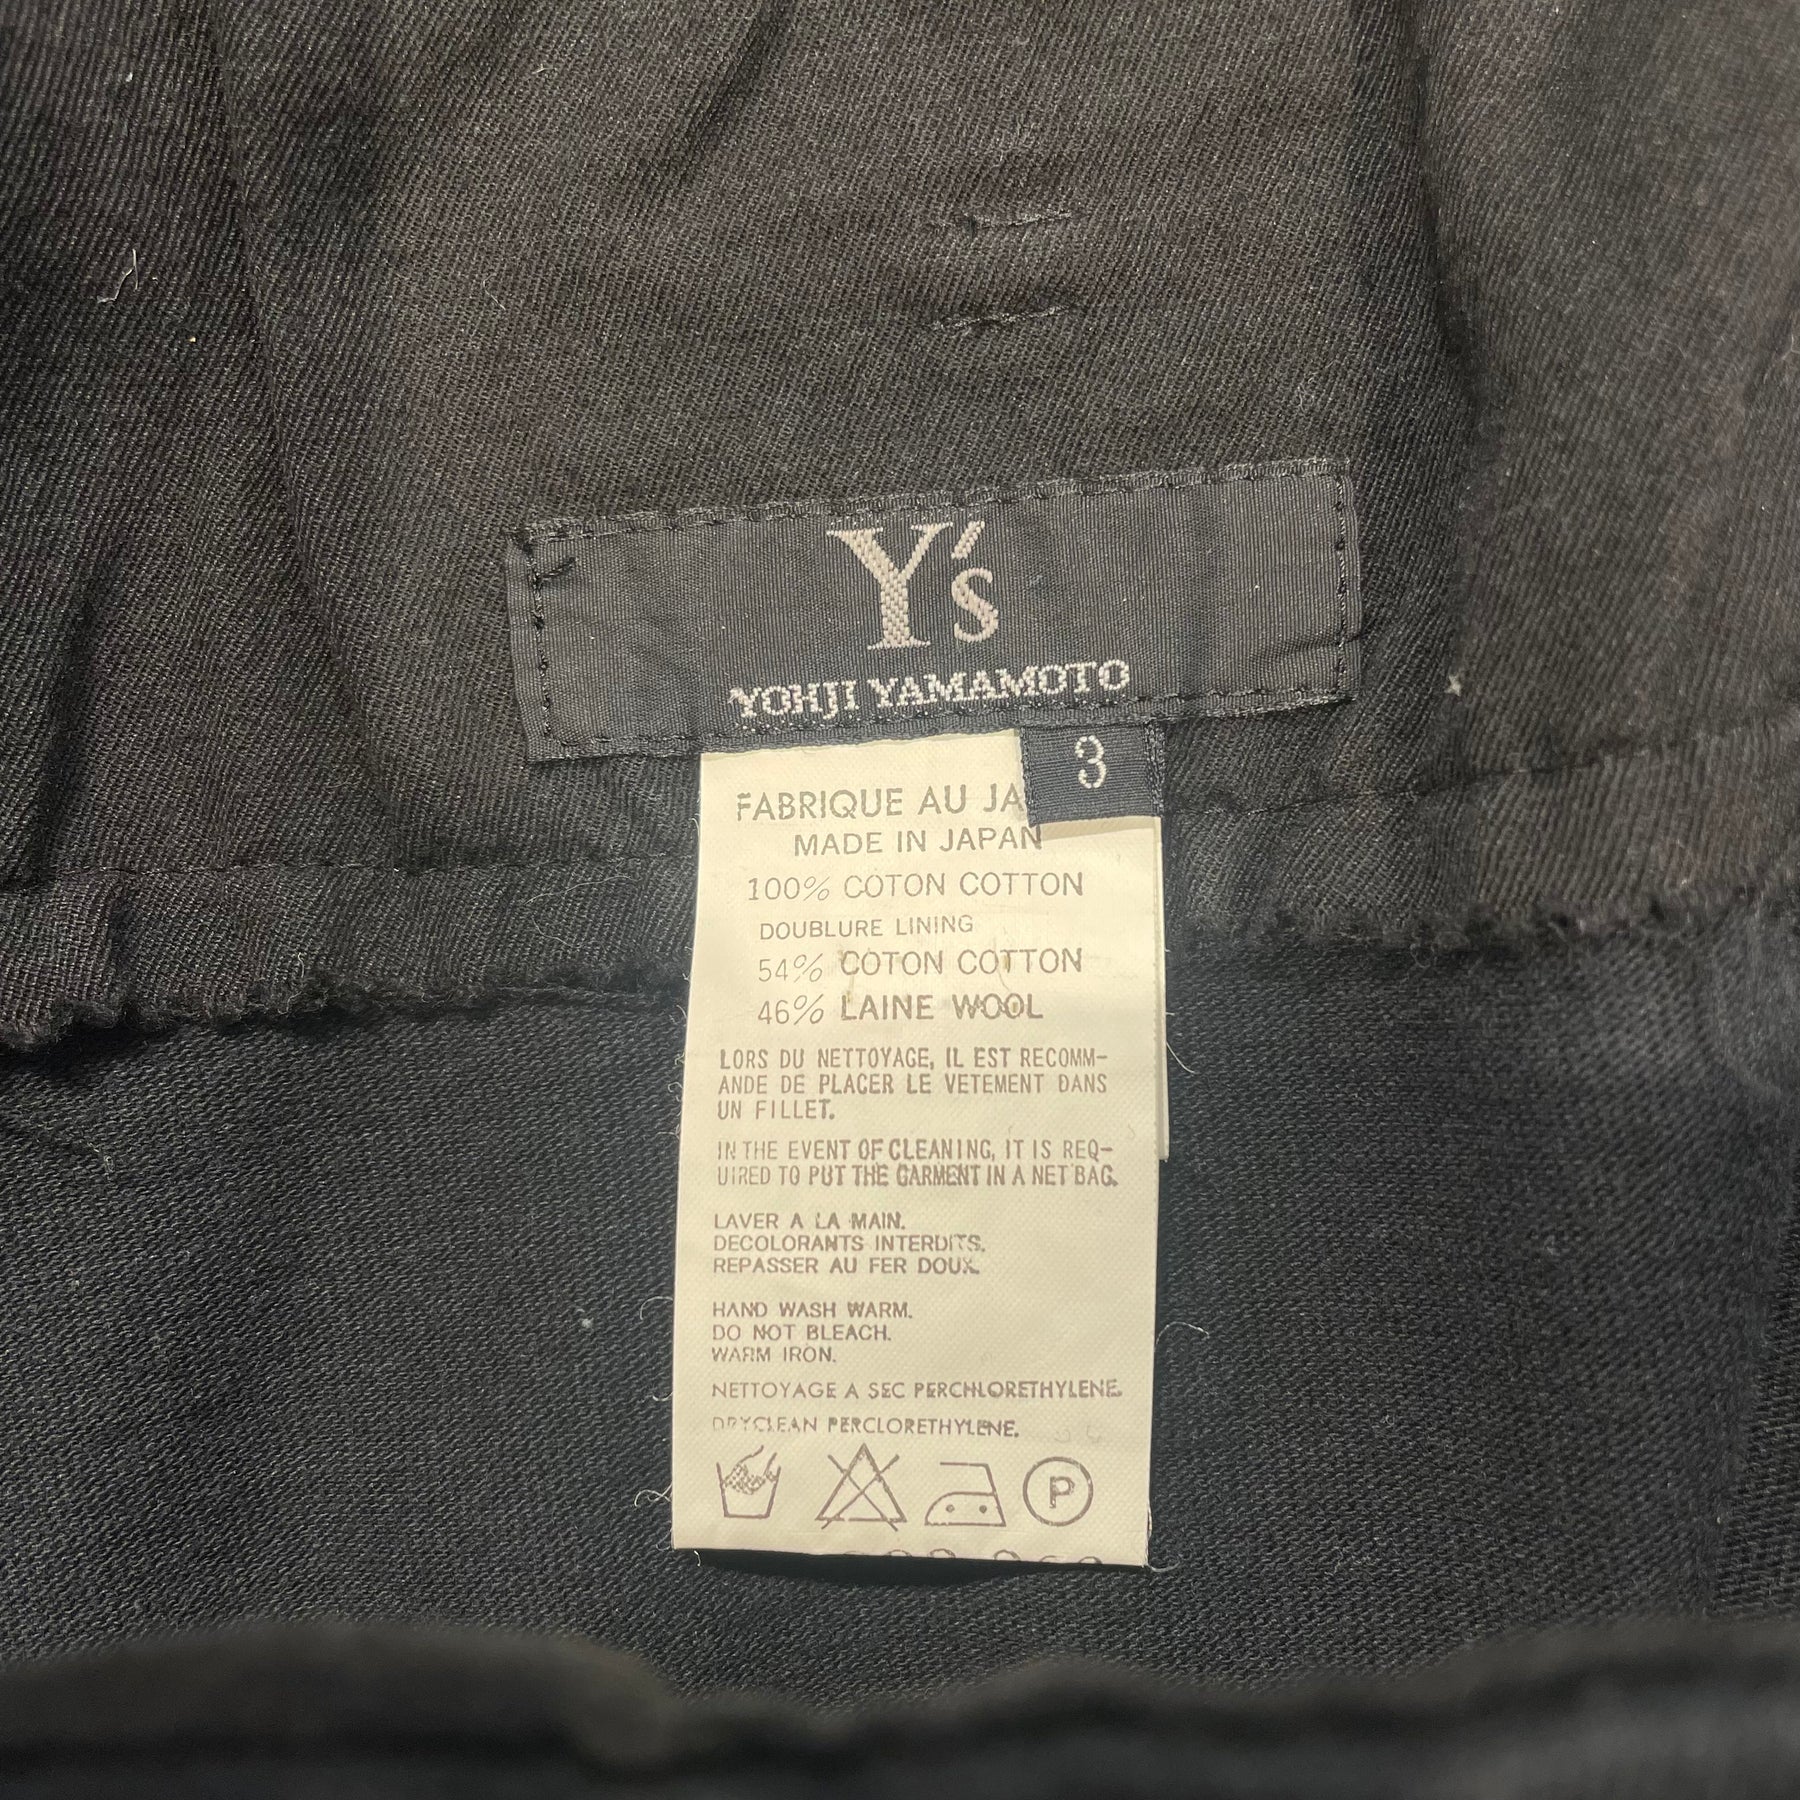 Y's
YOHJI YAMAMOTO
3
FABRIQUE AU JA
MADE IN JAPAN
100% COTON COTTON
DOUBLURE LINING
54% COTON COTTON
46% LAINE WOOL
LORS DU NETTOYAGE, IL EST RECOMM-
ANDE DE PLACER LE VETEMENT DANS
UN FILLET.
IN THE EVENT OF CLEANING, IT IS REQ-
UIRED TO PUT THE GARMENT IN A NET BAG.
LAVER A LA MAIN.
DECOLORANTS INTERDITS.
REPASSER AU FER DOUX.
HAND WASH WARM.
DO NOT BLEACH.
WARM IRON.
NETTOYAGE A SEC PERCHLORETHYLENE.
DRYCLEAN PERCLORETHYLENE.
P